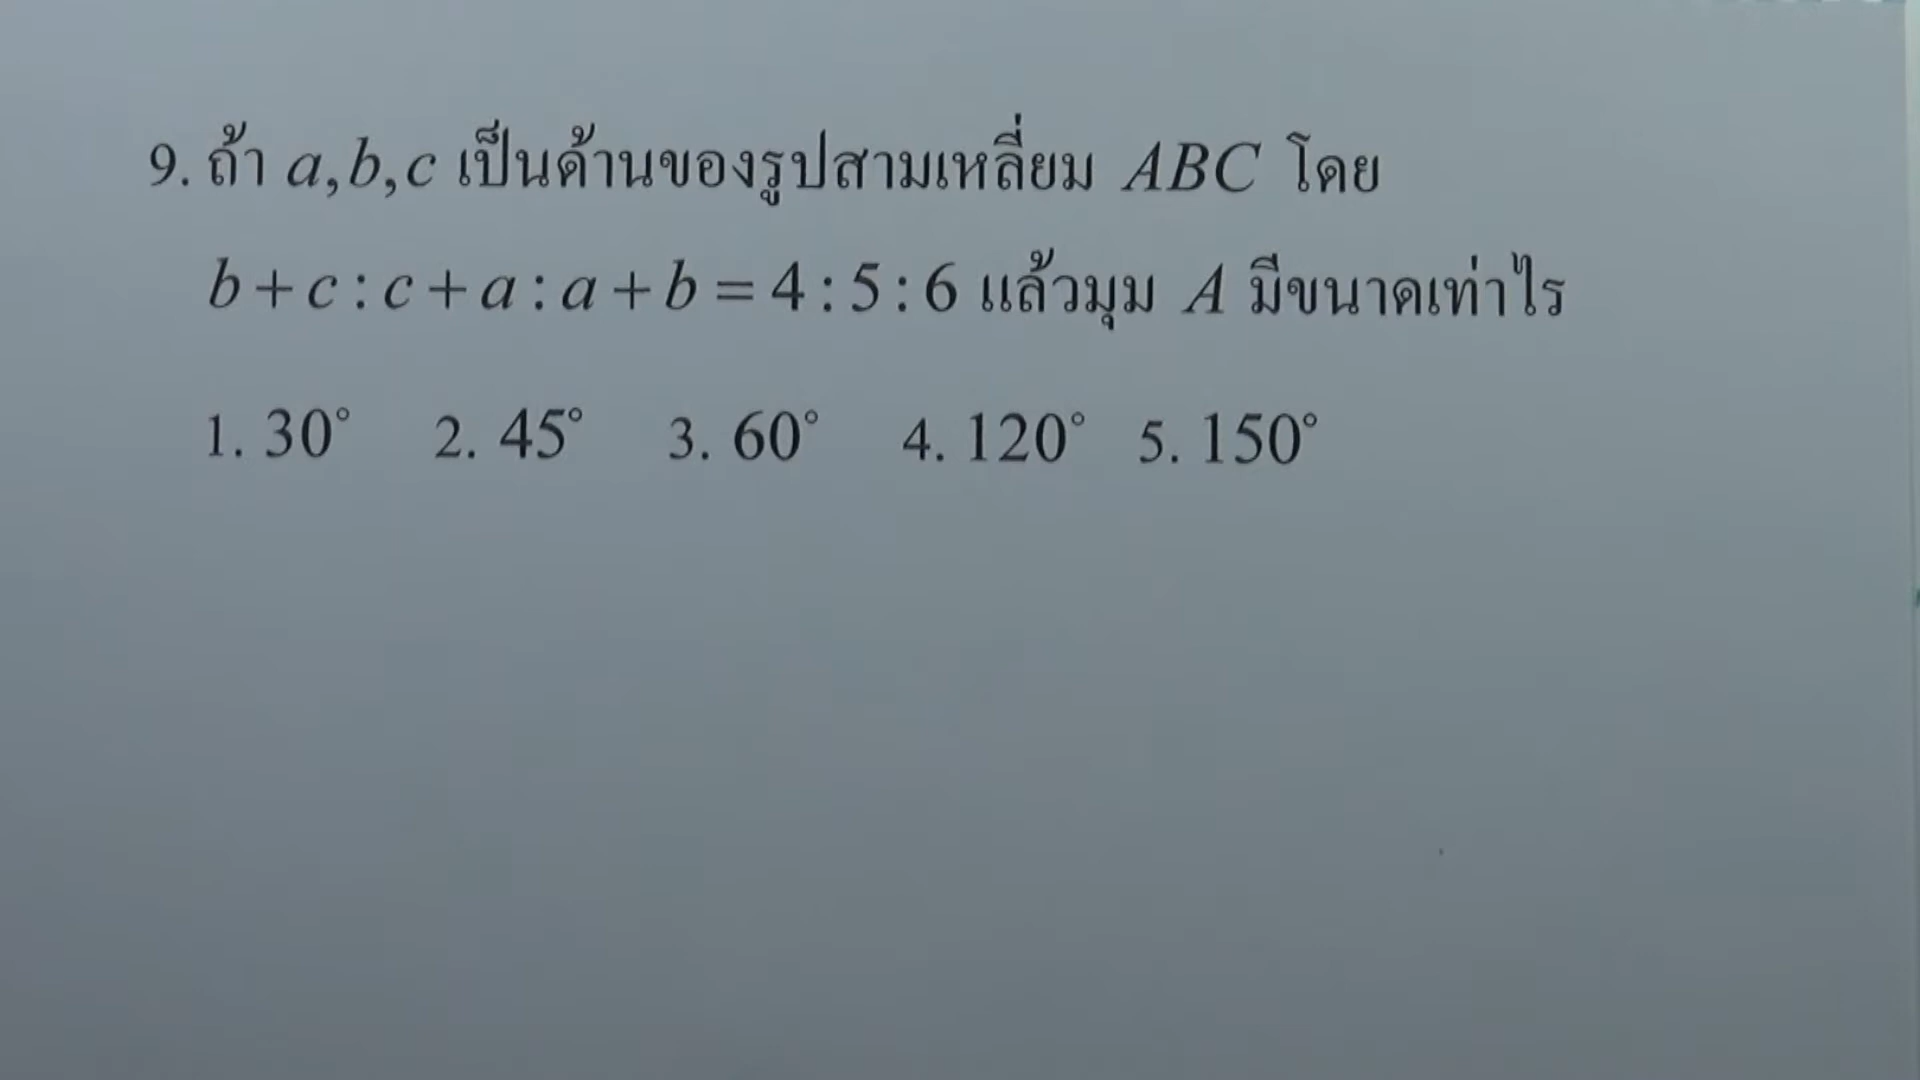 9. ถ้า a,b,c เป็นด้านของรูปสามเหลี่ยม ABC โดย
b+c:c+a:a+b=4:5:6 แล้วมุม A มีขนาดเท่าไร
1. 30° 2. 45° 3. 60° 4. 120° 5. 150°